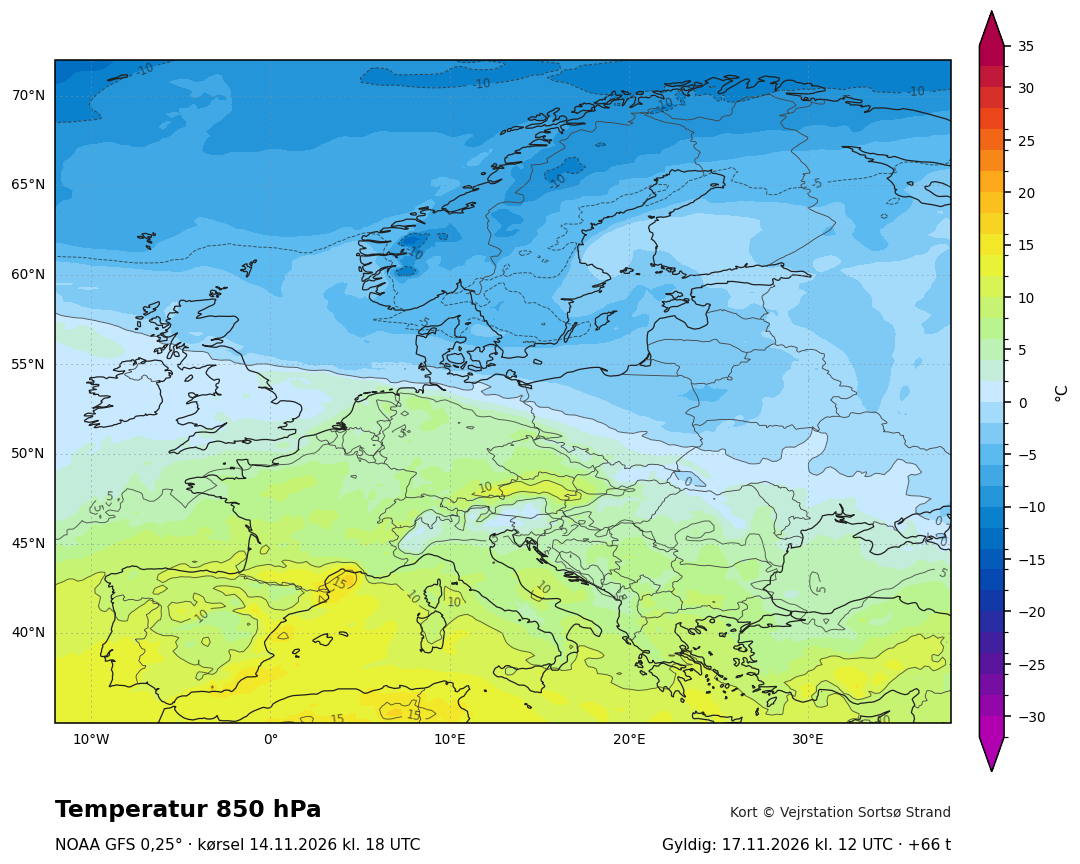 35
30
25
20
15
10
5
0
−5
−10
−15
−20
−25
−30
°C
70°N
65°N
60°N
55°N
50°N
45°N
40°N
10°W
0°
10°E
20°E
30°E
Temperatur 850 hPa
Kort © Vejrstation Sortsø Strand
NOAA GFS 0,25° · kørsel 14.11.2026 kl. 18 UTC
Gyldig: 17.11.2026 kl. 12 UTC · +66 t